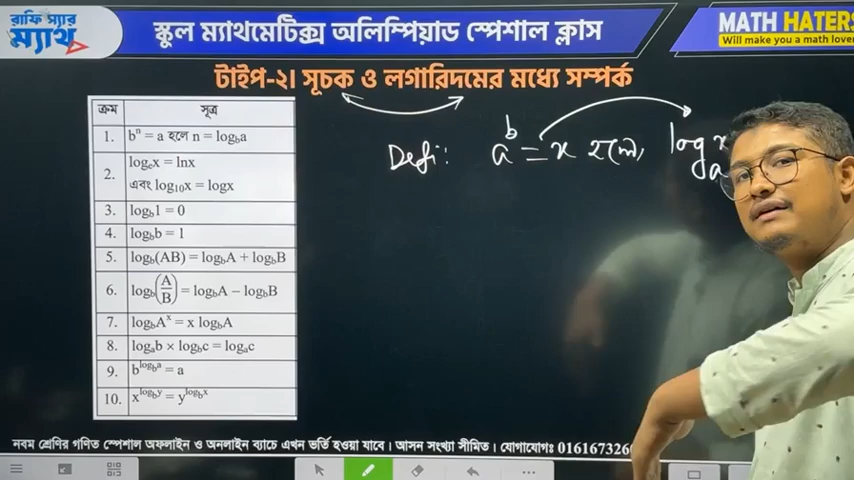 রাফি স্যার
ম্যাথ
স্কুল ম্যাথমেটিক্স অলিম্পিয়াড স্পেশাল ক্লাস
MATH HATERS
Will make you a math lover
টাইপ-২। সূচক ও লগারিদমের মধ্যে সম্পর্ক
ক্রম সূত্র
1. bⁿ = a হলে n = log_b a
2. log_e x = lnx
এবং log₁₀x = logx
3. log_b 1 = 0
4. log_b b = 1
5. log_b(AB) = log_b A + log_b B
6. log_b(A/B) = log_b A − log_b B
7. log_b Aˣ = x log_b A
8. log_a b × log_b c = log_a c
9. b^(log_b a) = a
10. x^(log_b y) = y^(log_b x)
Defi: a^b = x হলে, log_a x
নবম শ্রেণির গণিত স্পেশাল অফলাইন ও অনলাইন ব্যাচে এখন ভর্তি হওয়া যাবে। আসন সংখ্যা সীমিত। যোগাযোগঃ 016167326